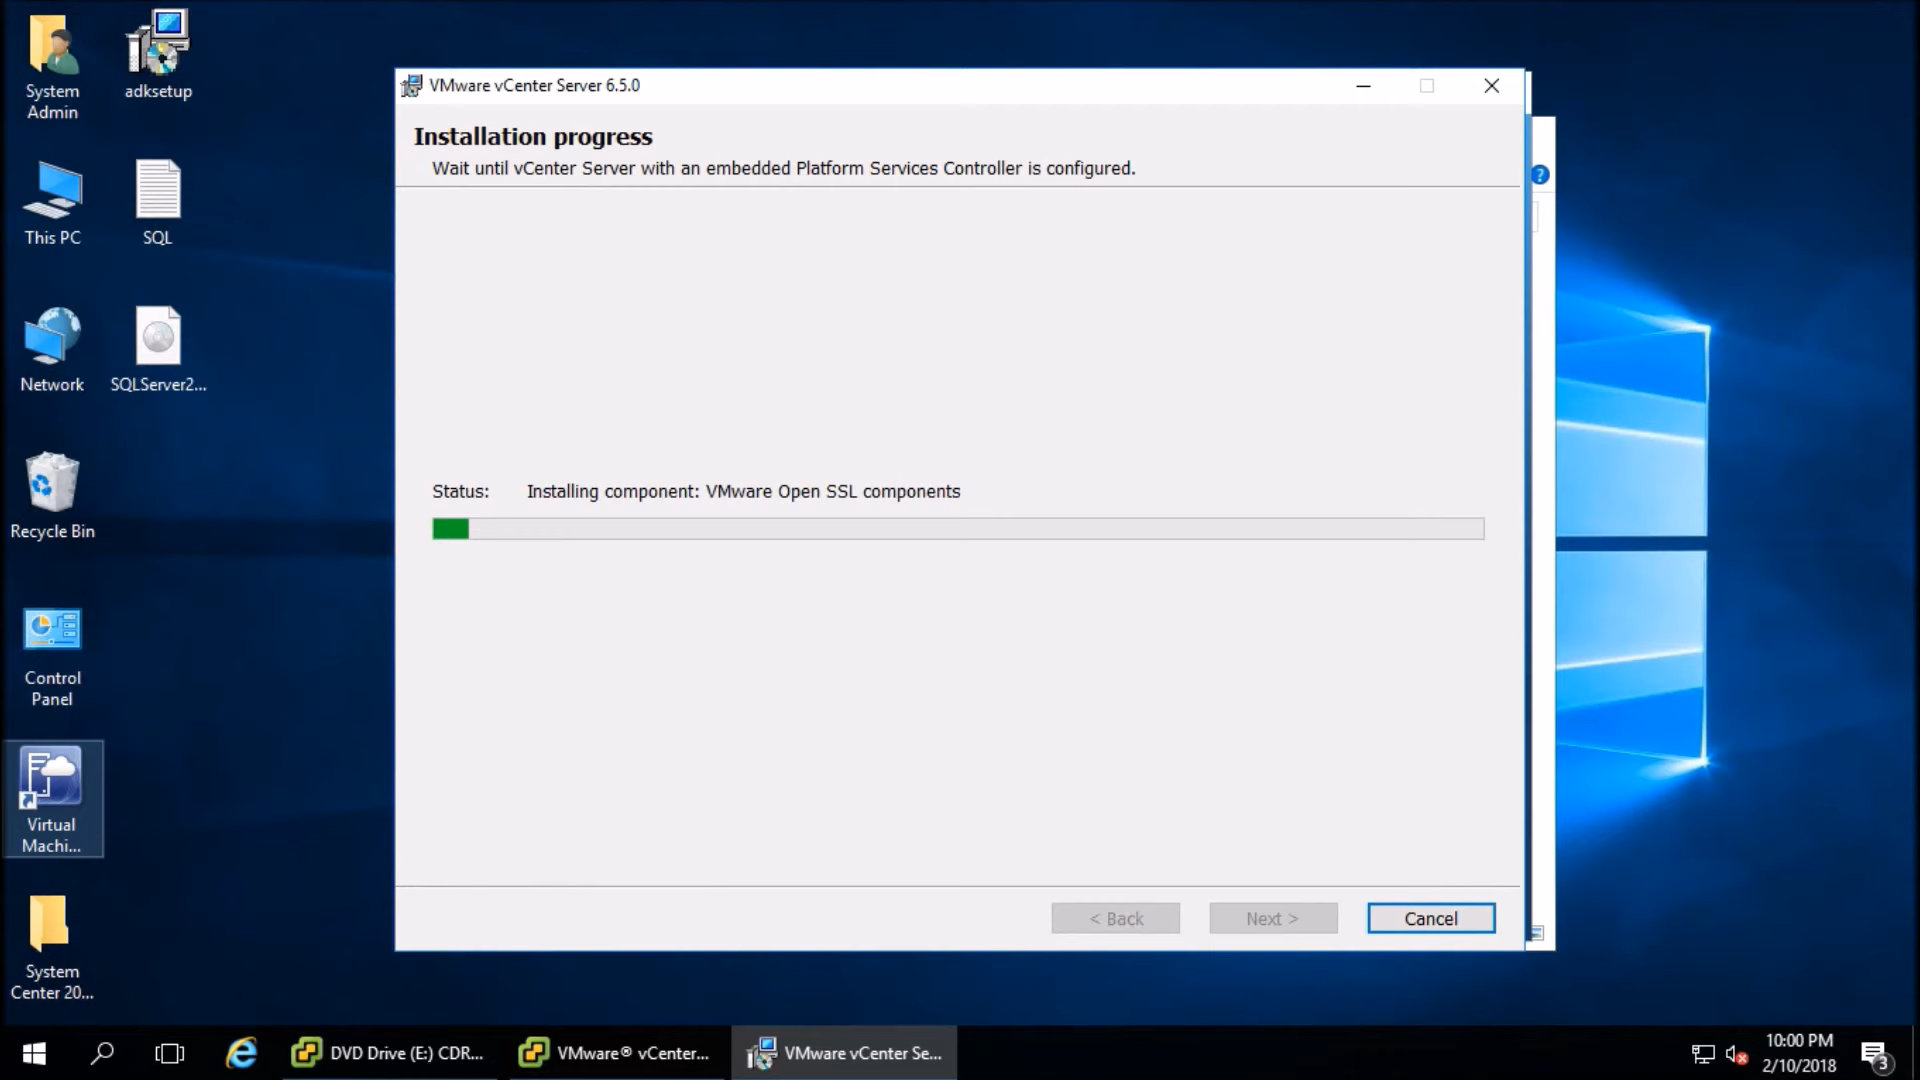 System
Admin
adksetup
This PC
SQL
Network
SQLServer2...
Recycle Bin
Control
Panel
Virtual
Machi...
System
Center 20...
VMware vCenter Server 6.5.0
Installation progress
Wait until vCenter Server with an embedded Platform Services Controller is configured.
Status: Installing component: VMware Open SSL components
< Back
Next >
Cancel
DVD Drive (E:) CDR...
VMware® vCenter...
VMware vCenter Se...
10:00 PM
2/10/2018
3